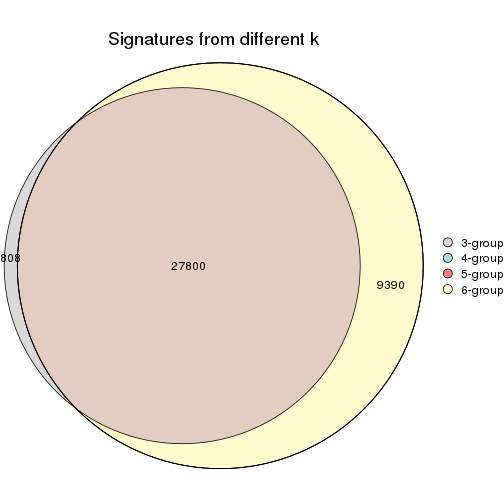 Signatures from different k
3-group
4-group
5-group
6-group
808
27800
9390